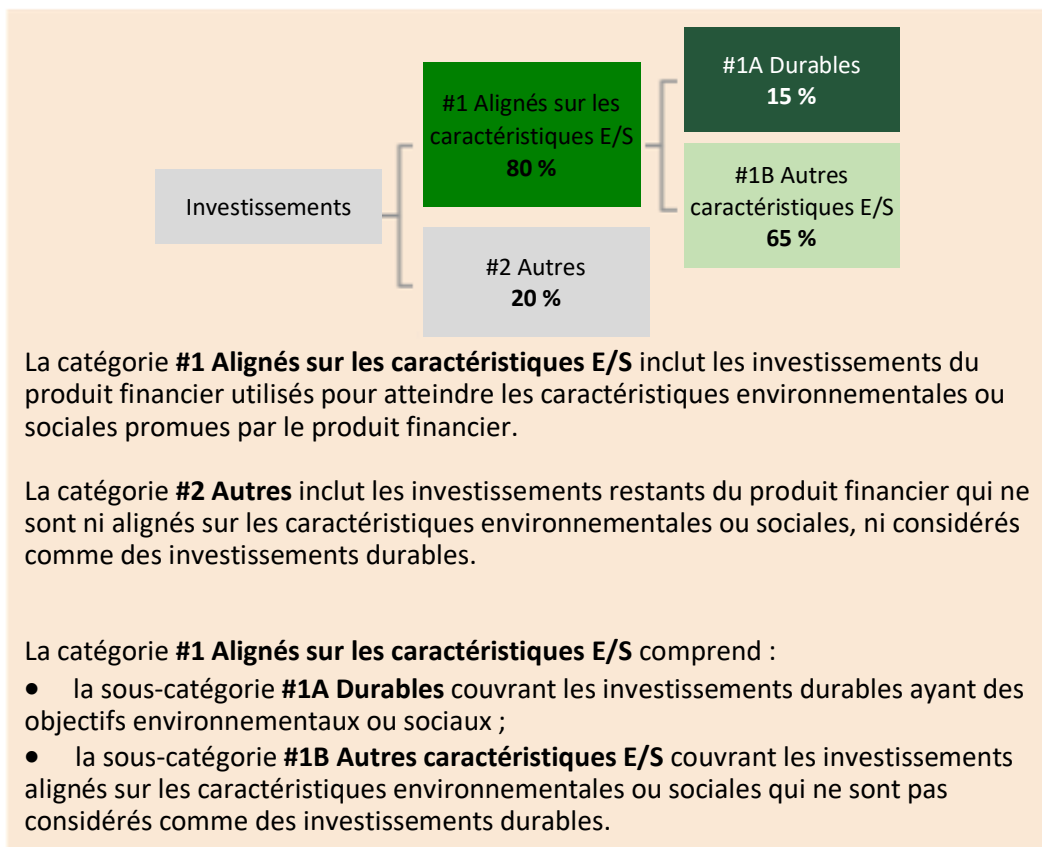 #1A Durables
15 %
#1 Alignés sur les
caractéristiques E/S
80 %
#1B Autres
caractéristiques E/S
65 %
Investissements
#2 Autres
20 %
La catégorie #1 Alignés sur les caractéristiques E/S inclut les investissements du
produit financier utilisés pour atteindre les caractéristiques environnementales ou
sociales promues par le produit financier.
La catégorie #2 Autres inclut les investissements restants du produit financier qui ne
sont ni alignés sur les caractéristiques environnementales ou sociales, ni considérés
comme des investissements durables.
La catégorie #1 Alignés sur les caractéristiques E/S comprend :
• la sous-catégorie #1A Durables couvrant les investissements durables ayant des
objectifs environnementaux ou sociaux ;
• la sous-catégorie #1B Autres caractéristiques E/S couvrant les investissements
alignés sur les caractéristiques environnementales ou sociales qui ne sont pas
considérés comme des investissements durables.